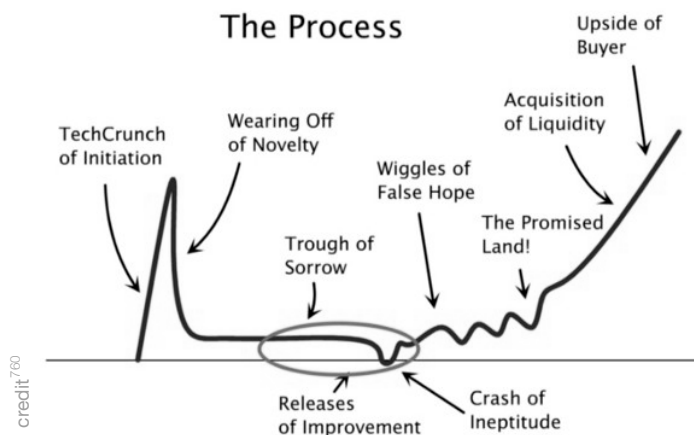 The Process
Upside of
Buyer
Acquisition
of Liquidity
TechCrunch
of Initiation
Wearing Off
of Novelty
Wiggles of
False Hope
The Promised
Land!
Trough of
Sorrow
Releases
of Improvement
Crash of
Ineptitude
credit760